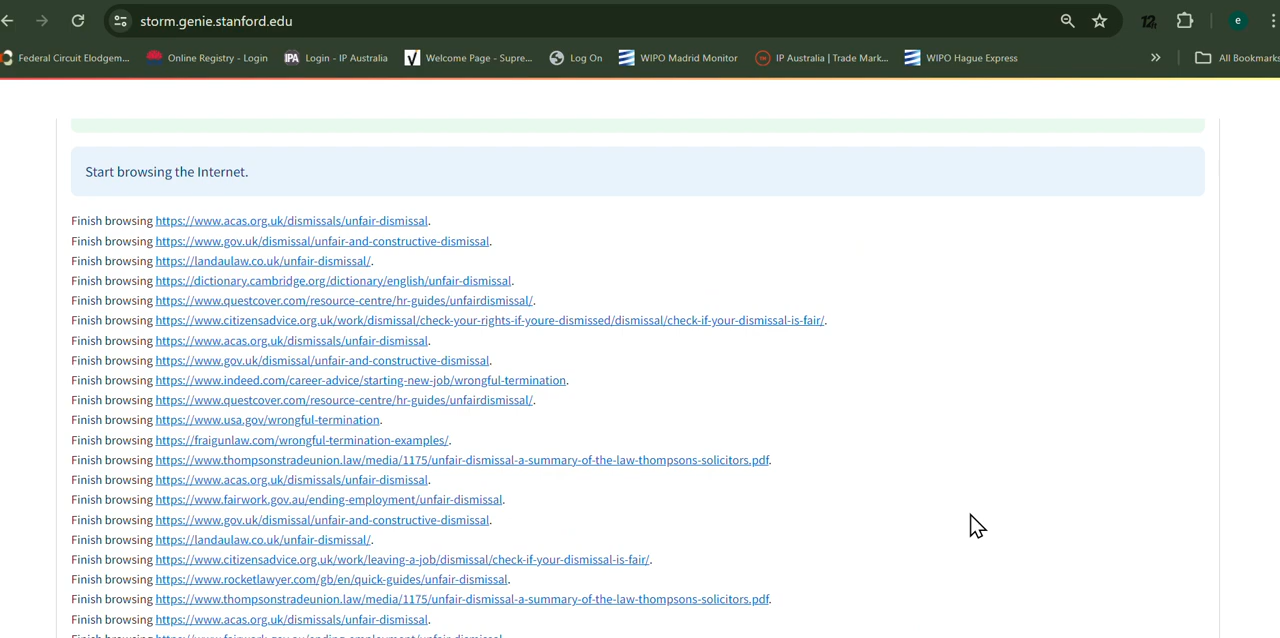 storm.genie.stanford.edu
e
Federal Circuit Elodgem...
Online Registry - Login
IPA Login - IP Australia
Welcome Page - Supre...
Log On
WIPO Madrid Monitor
IP Australia | Trade Mark...
WIPO Hague Express
»
All Bookmarks
Start browsing the Internet.
Finish browsing https://www.acas.org.uk/dismissals/unfair-dismissal.
Finish browsing https://www.gov.uk/dismissal/unfair-and-constructive-dismissal.
Finish browsing https://landaulaw.co.uk/unfair-dismissal/.
Finish browsing https://dictionary.cambridge.org/dictionary/english/unfair-dismissal.
Finish browsing https://www.questcover.com/resource-centre/hr-guides/unfairdismissal/.
Finish browsing https://www.citizensadvice.org.uk/work/dismissal/check-your-rights-if-youre-dismissed/dismissal/check-if-your-dismissal-is-fair/.
Finish browsing https://www.acas.org.uk/dismissals/unfair-dismissal.
Finish browsing https://www.gov.uk/dismissal/unfair-and-constructive-dismissal.
Finish browsing https://www.indeed.com/career-advice/starting-new-job/wrongful-termination.
Finish browsing https://www.questcover.com/resource-centre/hr-guides/unfairdismissal/.
Finish browsing https://www.usa.gov/wrongful-termination.
Finish browsing https://fraigunlaw.com/wrongful-termination-examples/.
Finish browsing https://www.thompsonstradeunion.law/media/1175/unfair-dismissal-a-summary-of-the-law-thompsons-solicitors.pdf.
Finish browsing https://www.acas.org.uk/dismissals/unfair-dismissal.
Finish browsing https://www.fairwork.gov.au/ending-employment/unfair-dismissal.
Finish browsing https://www.gov.uk/dismissal/unfair-and-constructive-dismissal.
Finish browsing https://landaulaw.co.uk/unfair-dismissal/.
Finish browsing https://www.citizensadvice.org.uk/work/leaving-a-job/dismissal/check-if-your-dismissal-is-fair/.
Finish browsing https://www.rocketlawyer.com/gb/en/quick-guides/unfair-dismissal.
Finish browsing https://www.thompsonstradeunion.law/media/1175/unfair-dismissal-a-summary-of-the-law-thompsons-solicitors.pdf.
Finish browsing https://www.acas.org.uk/dismissals/unfair-dismissal.
Finish browsing https://www.fairwork.gov.au/ending-employment/unfair-dismissal